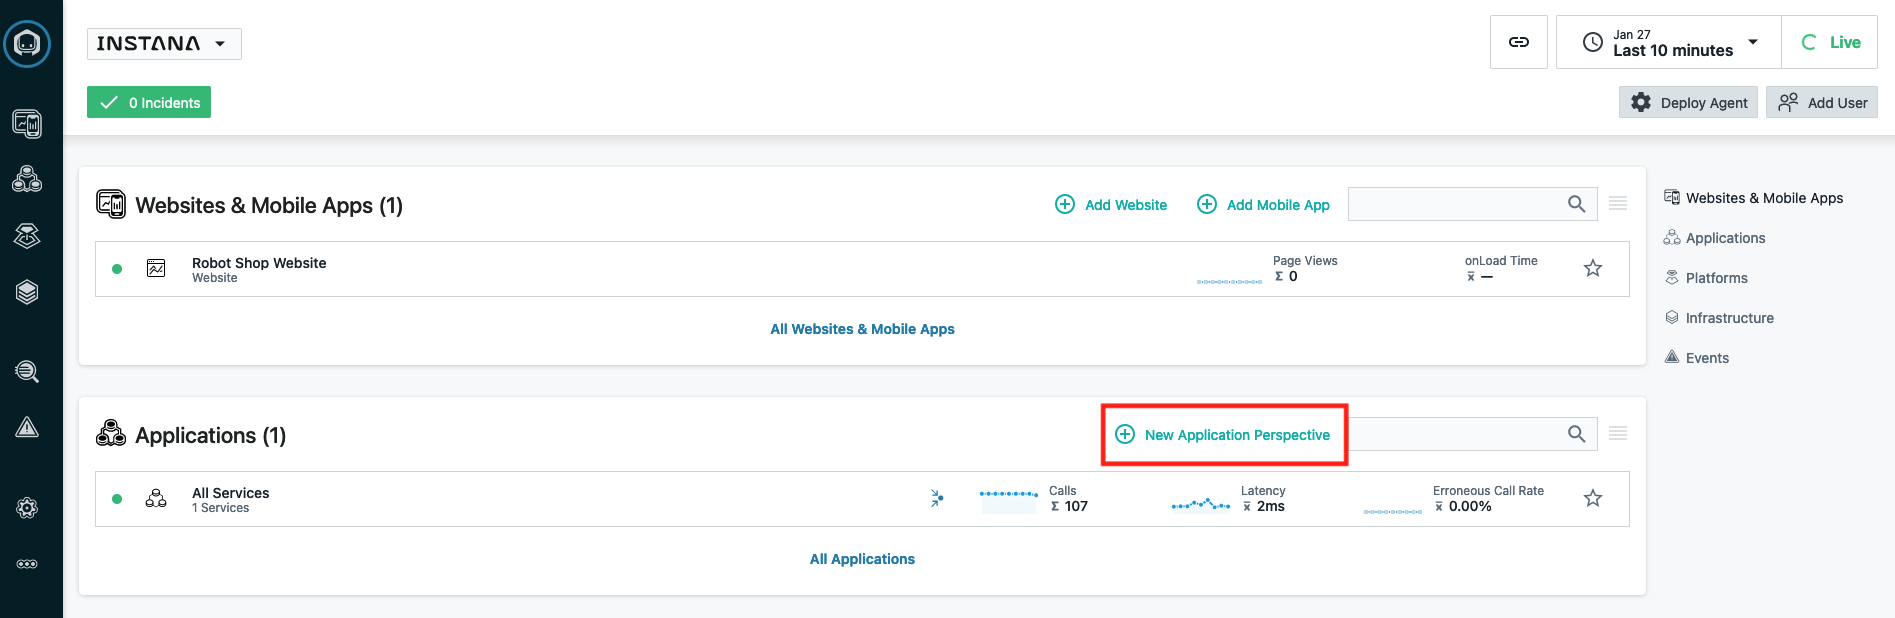 INSTANA
Jan 27
Last 10 minutes
Live
0 Incidents
Deploy Agent
Add User
Websites & Mobile Apps (1)
Add Website
Add Mobile App
Robot Shop Website
Website
Page Views
Σ 0
onLoad Time
x̅ —
All Websites & Mobile Apps
Websites & Mobile Apps
Applications
Platforms
Infrastructure
Events
Applications (1)
New Application Perspective
All Services
1 Services
Calls
Σ 107
Latency
x̅ 2ms
Erroneous Call Rate
x̅ 0.00%
All Applications